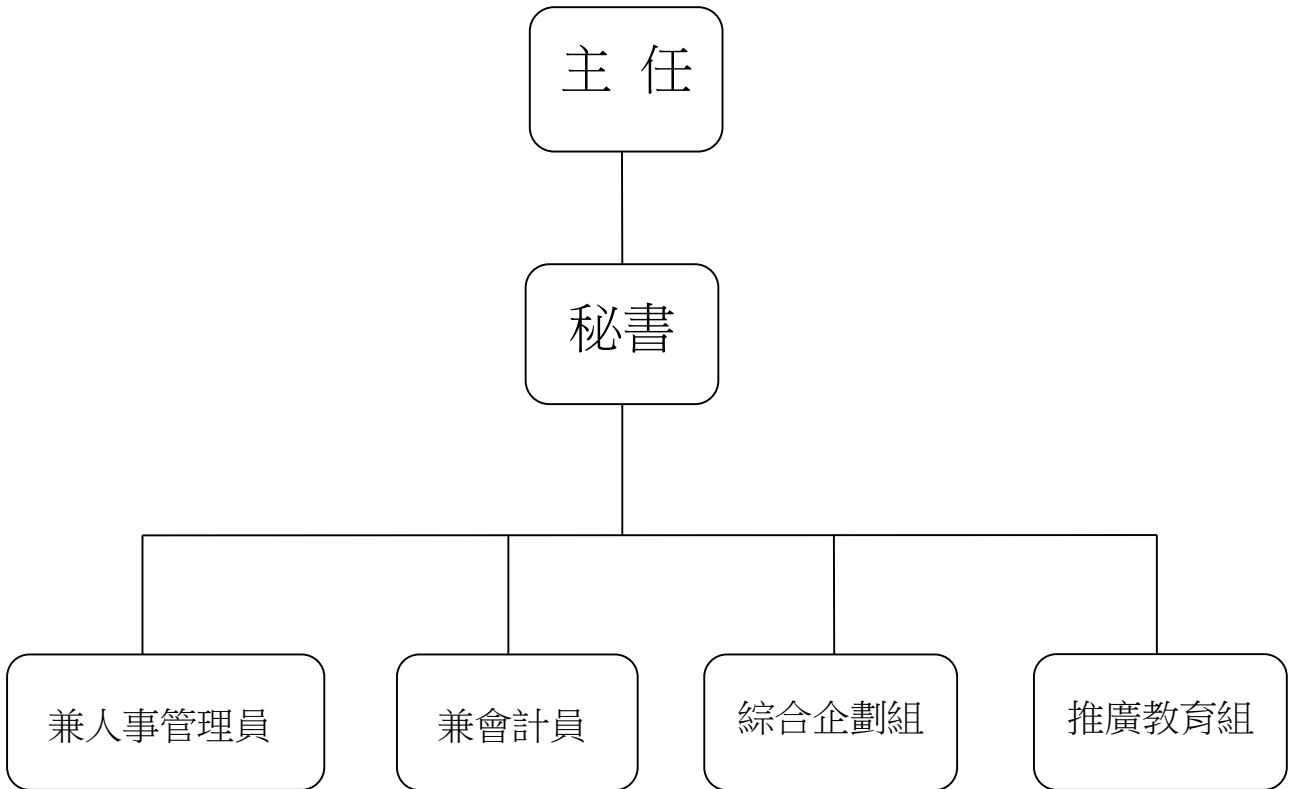 主 任
秘書
兼人事管理員
兼會計員
綜合企劃組
推廣教育組